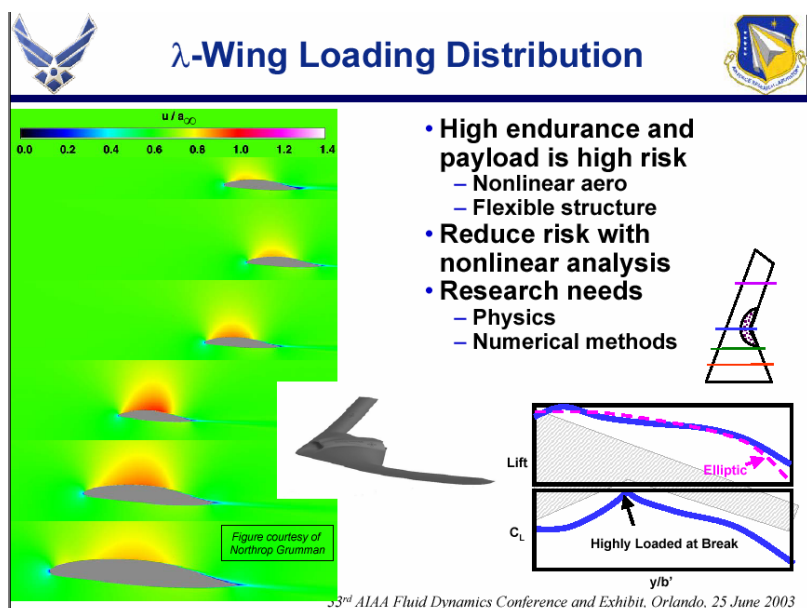 λ-Wing Loading Distribution
u / a∞
0.0 0.2 0.4 0.6 0.8 1.0 1.2 1.4
• High endurance and
payload is high risk
– Nonlinear aero
– Flexible structure
• Reduce risk with
nonlinear analysis
• Research needs
– Physics
– Numerical methods
Lift
Elliptic
CL
Highly Loaded at Break
y/b'
Figure courtesy of
Northrop Grumman
33rd AIAA Fluid Dynamics Conference and Exhibit, Orlando, 25 June 2003